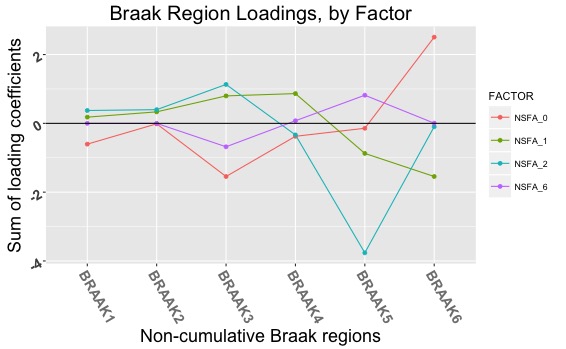 Braak Region Loadings, by Factor
Sum of loading coefficients
2
0
-2
-4
BRAAK1
BRAAK2
BRAAK3
BRAAK4
BRAAK5
BRAAK6
Non-cumulative Braak regions
FACTOR
NSFA_0
NSFA_1
NSFA_2
NSFA_6